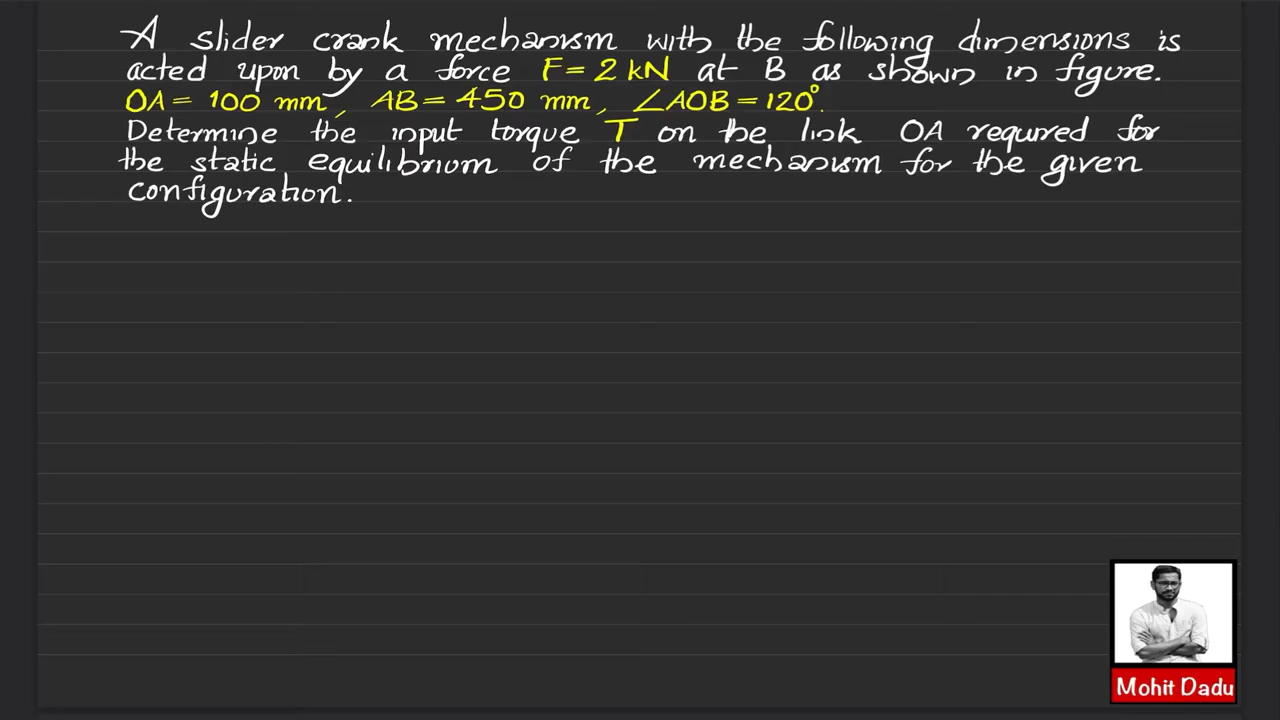 A slider crank mechanism with the following dimensions is
acted upon by a force F = 2 kN at B as shown in figure.
OA = 100 mm, AB = 450 mm, ∠AOB = 120°.
Determine the input torque T on the link OA required for
the static equilibrium of the mechanism for the given
configuration.
Mohit Dadu